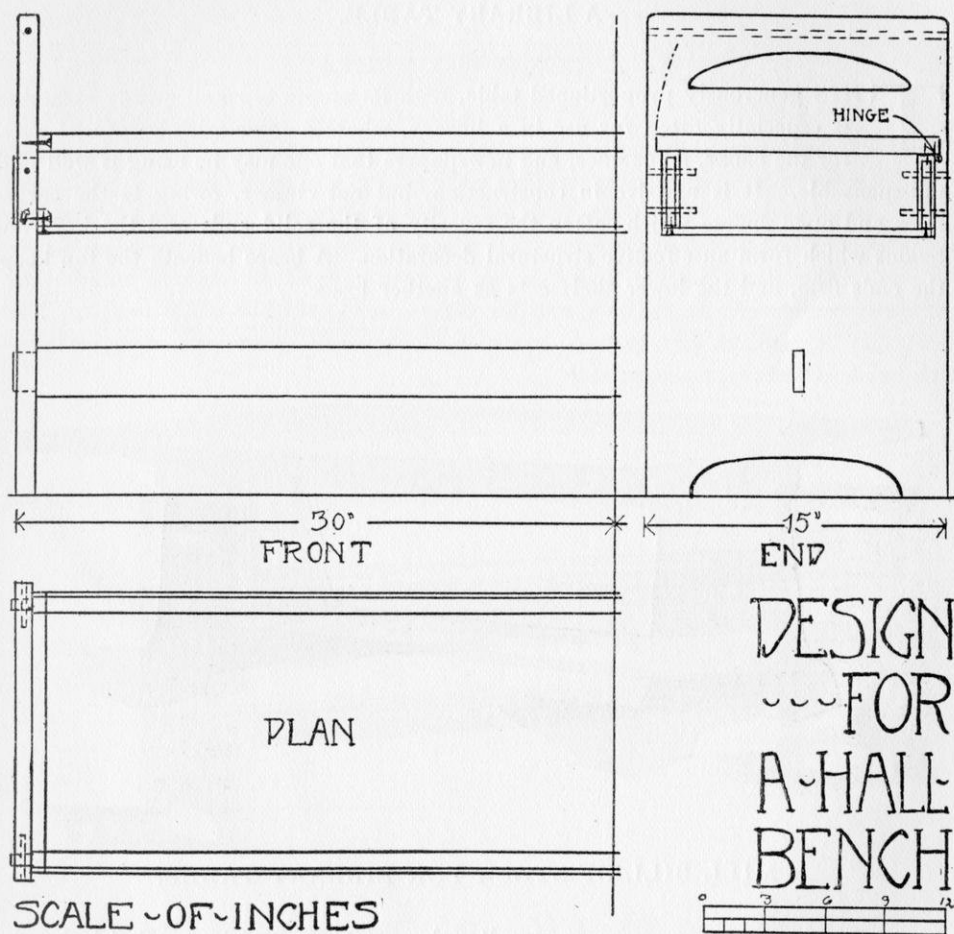 HINGE
30"
15"
FRONT
END
PLAN
DESIGN
---FOR
A-HALL-
BENCH
SCALE-OF-INCHES
0 3 6 9 12